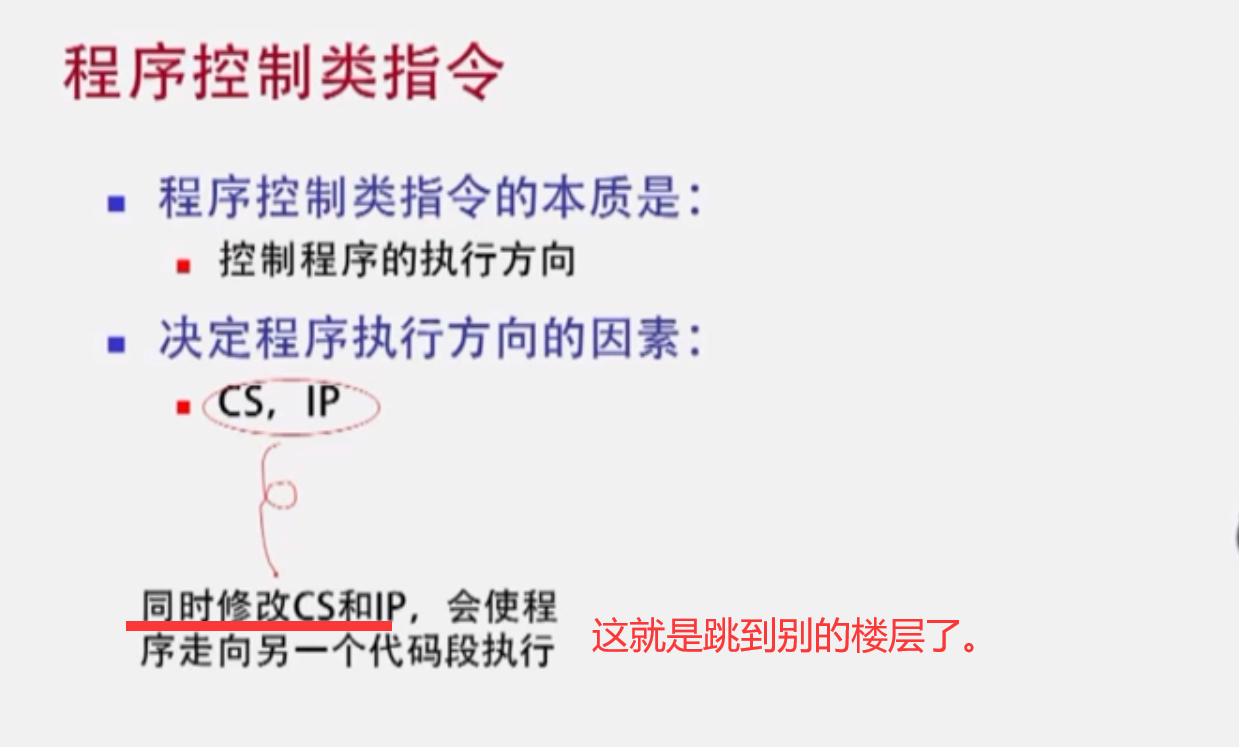 程序控制类指令
程序控制类指令的本质是：
控制程序的执行方向
决定程序执行方向的因素：
CS，IP
同时修改CS和IP，会使程
序走向另一个代码段执行
这就是跳到别的楼层了。